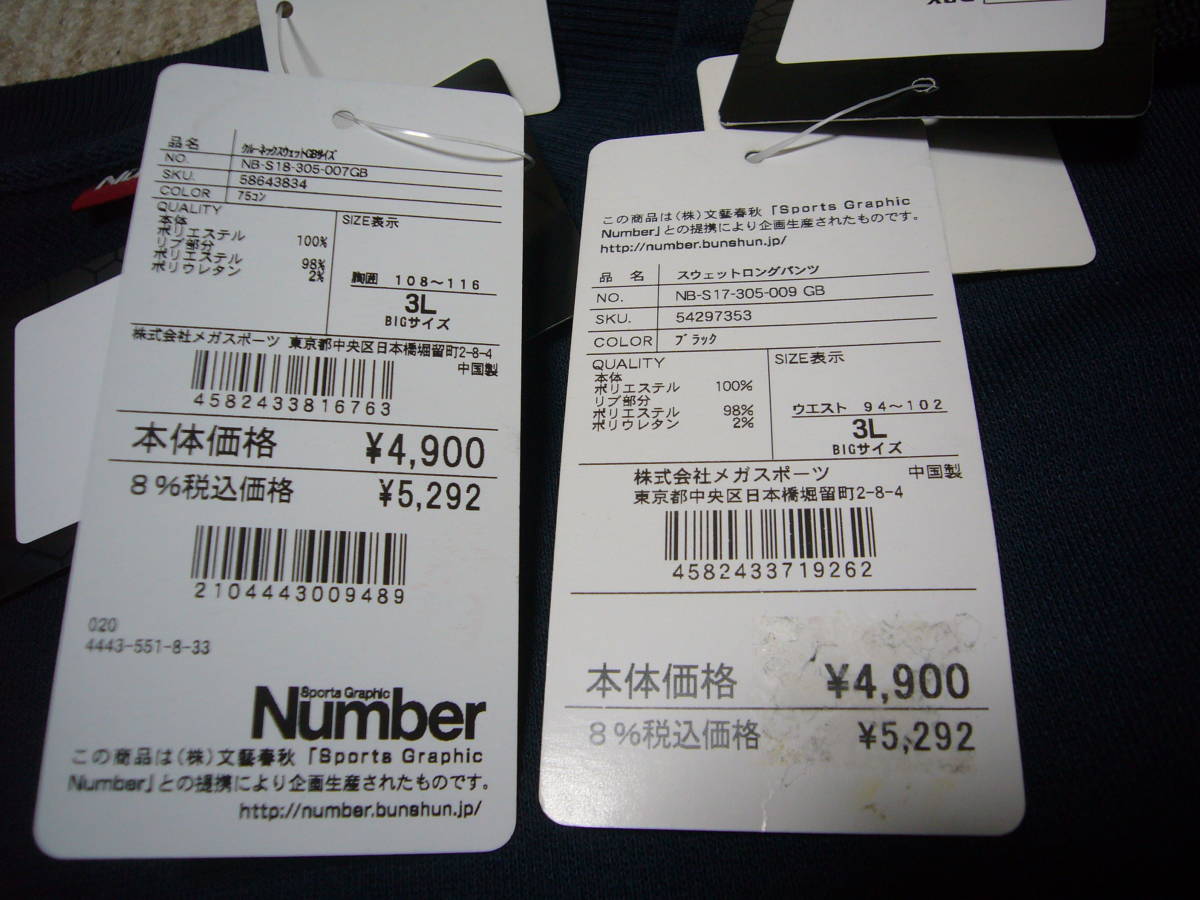 品名 クルーネックスウェットGBサイズ
NO. NB-S18-305-007GB
SKU. 58643834
COLOR 75コン
QUALITY
本体
ポリエステル 100%
リブ部分
ポリエステル 98%
ポリウレタン 2%
SIZE表示
胸囲 108～116
3L
BIGサイズ
株式会社メガスポーツ 東京都中央区日本橋堀留町2-8-4
中国製
4582433816763
本体価格 ¥4,900
8%税込価格 ¥5,292
2104443009489
020
4443-551-8-33
Sports Graphic
Number
この商品は(株)文藝春秋「Sports Graphic
Number」との提携により企画生産されたものです。
http://number.bunshun.jp/
この商品は(株)文藝春秋「Sports Graphic
Number」との提携により企画生産されたものです。
http://number.bunshun.jp/
品名 スウェットロングパンツ
NO. NB-S17-305-009 GB
SKU. 54297353
COLOR ブラック
QUALITY
本体
ポリエステル 100%
リブ部分
ポリエステル 98%
ポリウレタン 2%
SIZE表示
ウエスト 94～102
3L
BIGサイズ
株式会社メガスポーツ 中国製
東京都中央区日本橋堀留町2-8-4
4582433719262
本体価格 ¥4,900
8%税込価格 ¥5,292